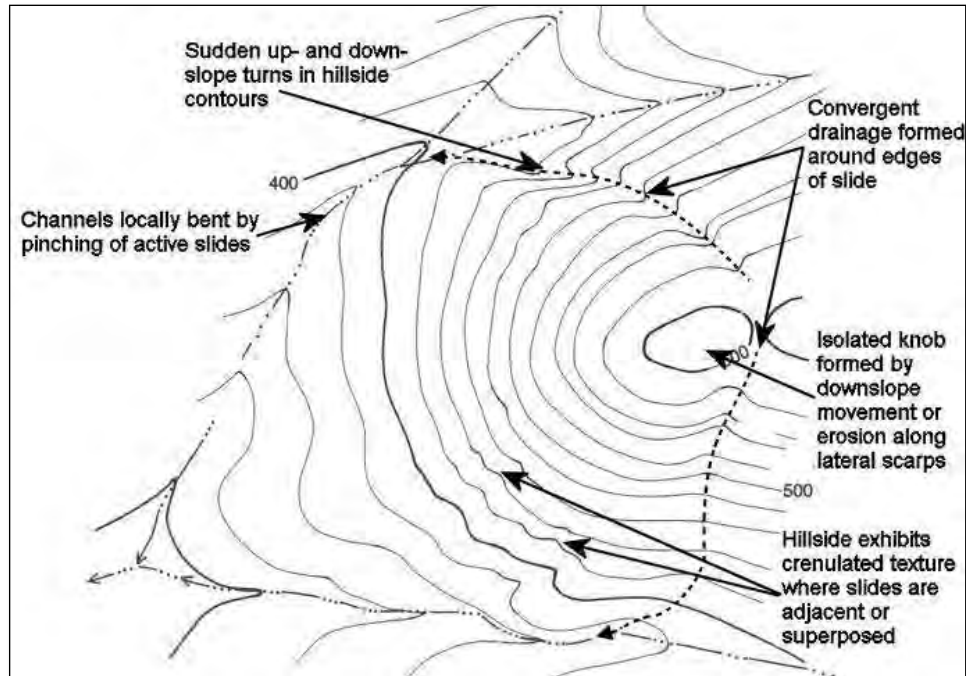 Sudden up- and down-
slope turns in hillside
contours
Convergent
drainage formed
around edges
of slide
400
Channels locally bent by
pinching of active slides
Isolated knob
formed by
downslope
movement or
erosion along
lateral scarps
500
Hillside exhibits
crenulated texture
where slides are
adjacent or
superposed